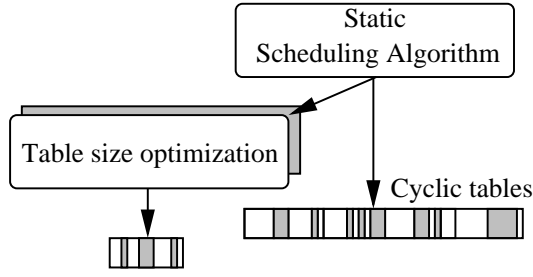 Static
Scheduling Algorithm
Table size optimization
Cyclic tables